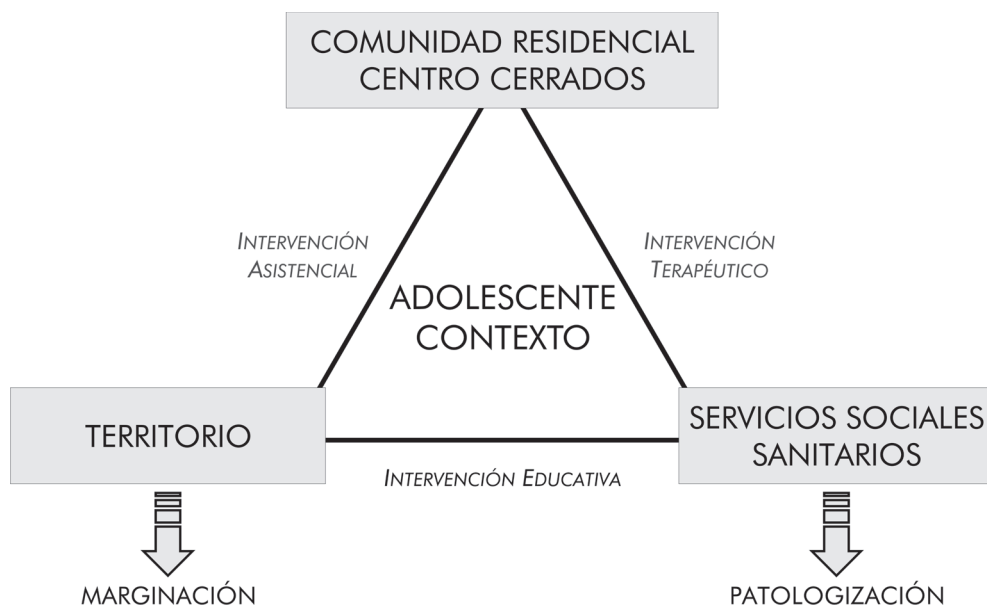 COMUNIDAD RESIDENCIAL
CENTRO CERRADOS
INTERVENCIÓN
ASISTENCIAL
INTERVENCIÓN
TERAPÉUTICO
ADOLESCENTE
CONTEXTO
TERRITORIO
SERVICIOS SOCIALES
SANITARIOS
INTERVENCIÓN EDUCATIVA
MARGINACIÓN
PATOLOGIZACIÓN